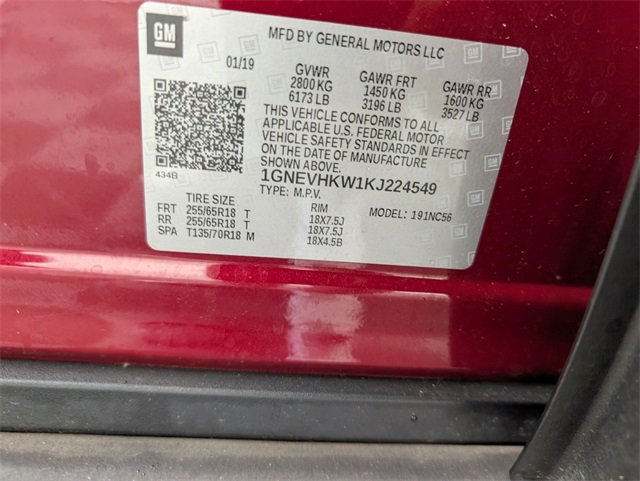 GM
MFD BY GENERAL MOTORS LLC
01/19
GVWR GAWR FRT GAWR RR
2800 KG 1450 KG 1600 KG
6173 LB 3196 LB 3527 LB
THIS VEHICLE CONFORMS TO ALL
APPLICABLE U.S. FEDERAL MOTOR
VEHICLE SAFETY STANDARDS IN EFFECT
ON THE DATE OF MANUFACTURE
SHOWN ABOVE.
434B
1GNEVHKW1KJ224549
TYPE: M.P.V.
MODEL: 191NC56
TIRE SIZE RIM
FRT 255/65R18 T 18X7.5J
RR 255/65R18 T 18X7.5J
SPA T135/70R18 M 18X4.5B